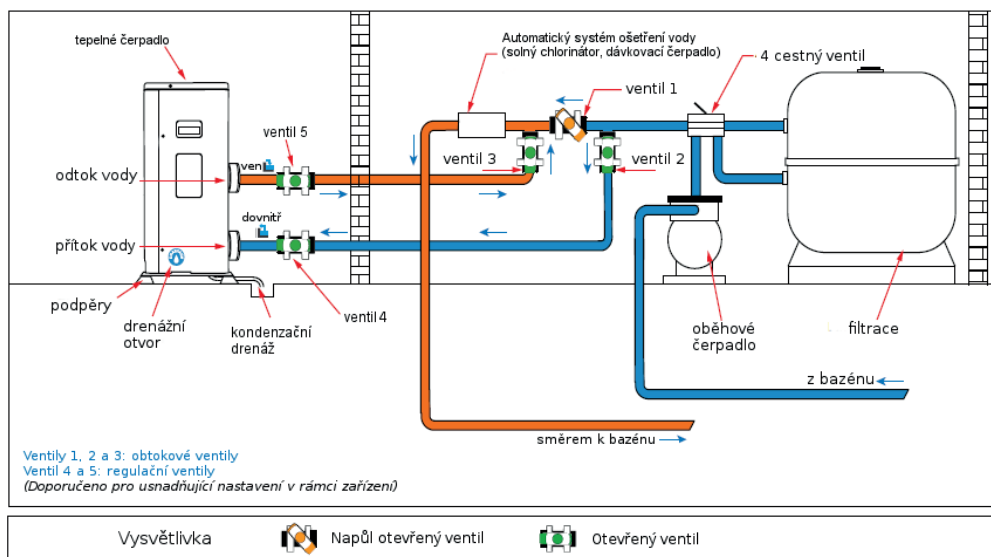 tepelné čerpadlo
Automatický systém ošetření vody
(solný chlorinátor, dávkovací čerpadlo)
4 cestný ventil
ventil 1
ventil 5
ventil 3
ventil 2
ven
odtok vody
dovnitř
přítok vody
podpěry
drenážní
otvor
kondenzační
drenáž
ventil 4
oběhové
čerpadlo
filtrace
z bazénu
směrem k bazénu
Ventily 1, 2 a 3: obtokové ventily
Ventil 4 a 5: regulační ventily
(Doporučeno pro usnadňující nastavení v rámci zařízení)
Vysvětlivka
Napůl otevřený ventil
Otevřený ventil